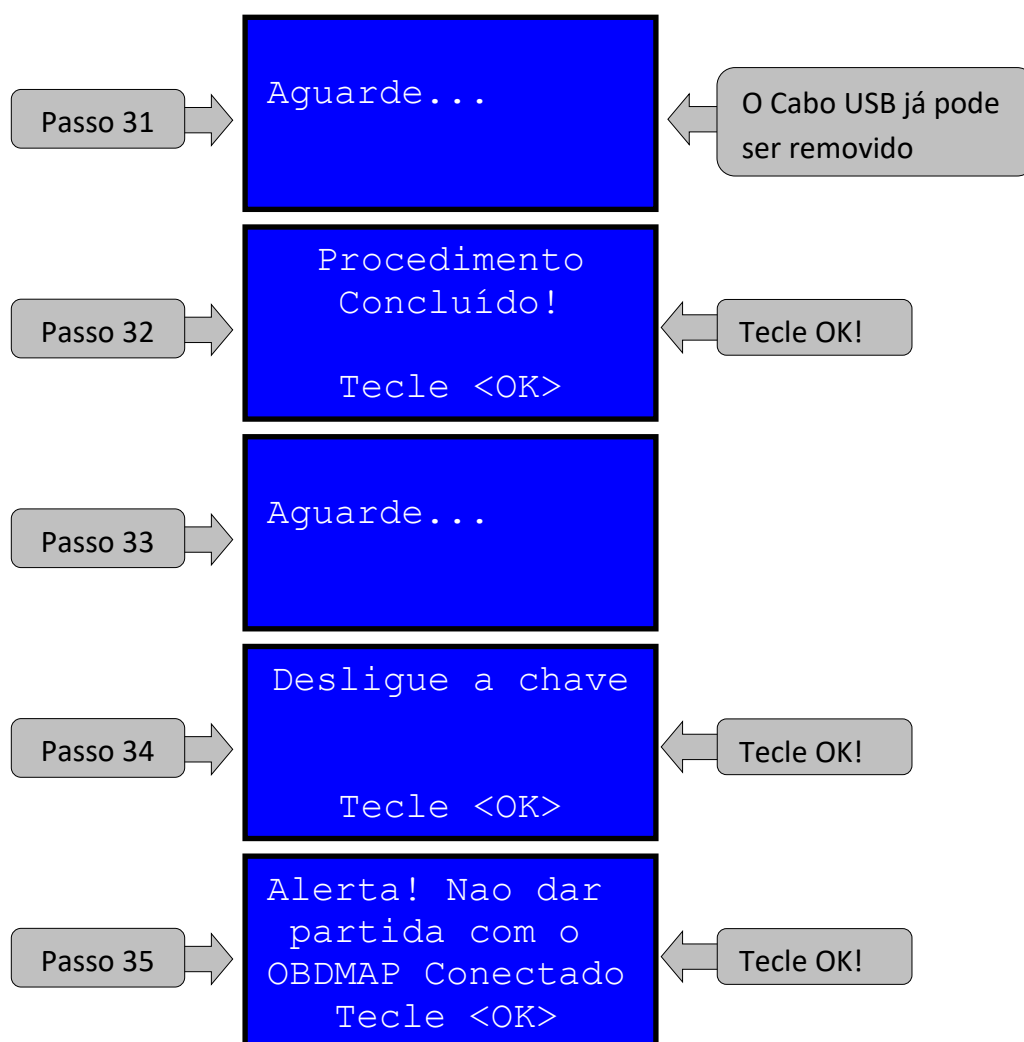 Passo 31
Aguarde...
O Cabo USB já pode
ser removido
Passo 32
Procedimento
Concluído!
Tecle <OK>
Tecle OK!
Passo 33
Aguarde...
Passo 34
Desligue a chave
Tecle <OK>
Tecle OK!
Passo 35
Alerta! Nao dar
partida com o
OBDMAP Conectado
Tecle <OK>
Tecle OK!